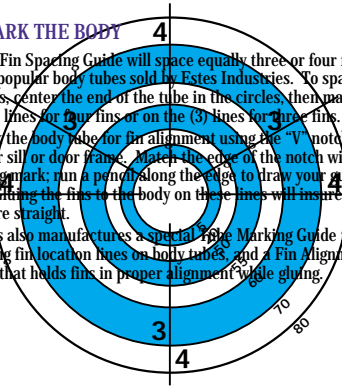 ARK THE BODY
4
Fin Spacing Guide will space equally three or four
popular body tubes sold by Estes Industries. To spa
s, center the end of the tube in the circles, then ma
lines for four fins or on the (3) lines for three fins.
3 3
the body tube for fin alignment using the “V” notc
r sill or door frame. Match the edge of the notch wi
g mark; run a pencil along the edge to draw your
4 4
the fins to the body on these lines will insure
re straight.
s also manufactures a special Tube Marking Guide
g fin location lines on body tubes, and a Fin Alignm
that holds fins in proper alignment while gluing.
50
55
60
70
80
3
4